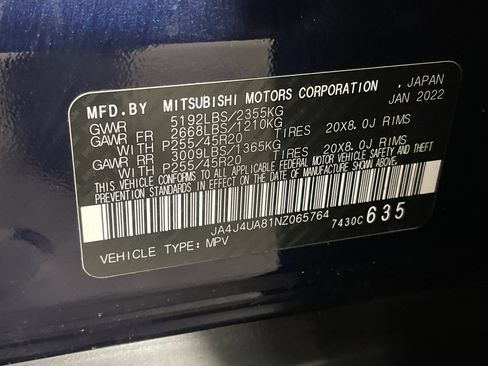 MFD.BY MITSUBISHI MOTORS CORPORATION , JAPAN
GVWR 5192LBS/2355KG JAN 2022
GAWR FR 2668LBS/1210KG
WITH P255/45R20 TIRES 20X8.0J RIMS
GAWR RR 3009LBS/1365KG
WITH P255/45R20 TIRES 20X8.0J RIMS
THIS VEHICLE CONFORMS TO ALL APPLICABLE FEDERAL MOTOR VEHICLE SAFETY AND THEFT
PREVENTION STANDARDS IN EFFECT ON THE DATE OF MANUFACTURE SHOWN ABOVE.
JA4J4UA81NZ065764 7430C635
VEHICLE TYPE: MPV